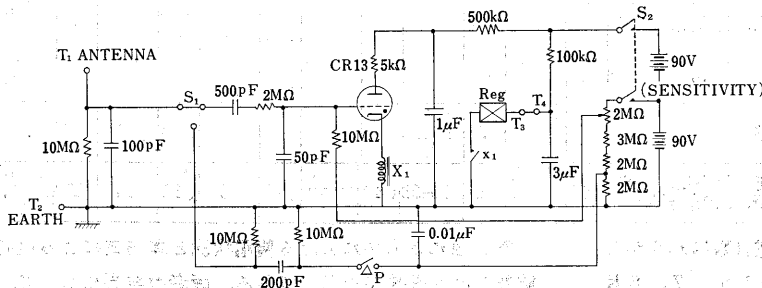 T₁ ANTENNA
10MΩ
100pF
S₁
500pF
2MΩ
50pF
CR13
5kΩ
10MΩ
X₁
1μF
500kΩ
Reg
T₃
T₄
x₁
100kΩ
3μF
S₂
90V
(SENSITIVITY)
2MΩ
3MΩ
2MΩ
2MΩ
90V
T₂
EARTH
10MΩ
10MΩ
200pF
P
0.01μF